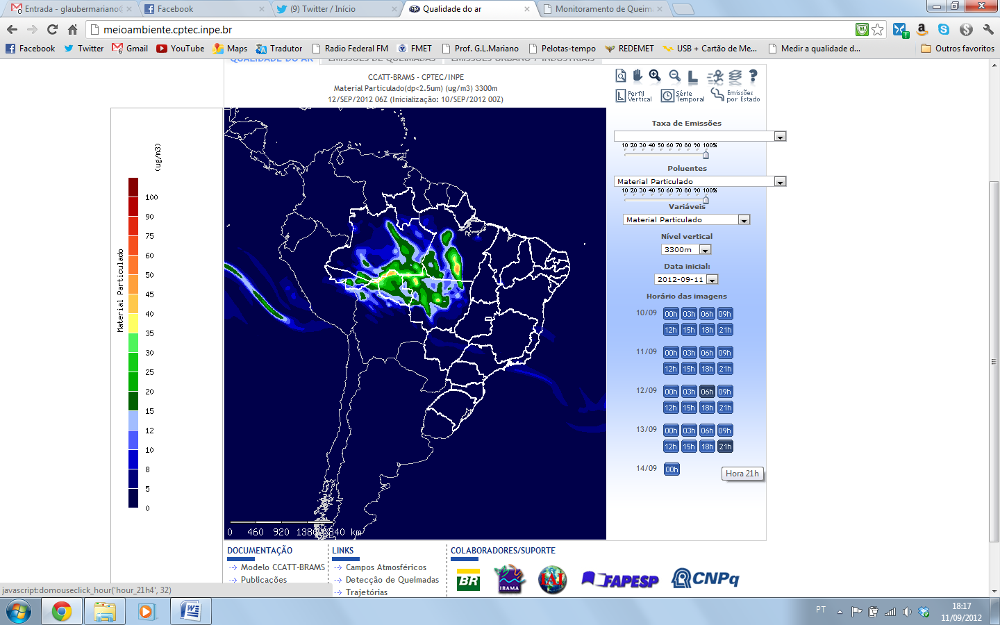 Entrada - glaubermariano@
Facebook
(9) Twitter / Início
Qualidade do ar
Monitoramento de Queim
meioambiente.cptec.inpe.br
Facebook
Twitter
Gmail
YouTube
Maps
Tradutor
Radio Federal FM
FMET
Prof. G.L.Mariano
Pelotas-tempo
REDEMET
USB + Cartão de Me...
Medir a qualidade d...
Outros favoritos
QUALIDADE DO AR
EMISSÕES DE QUEIMADAS
EMISSÕES URBANO / INDUSTRIAIS
CCATT-BRAMS - CPTEC/INPE
Material Particulado(dp<2.5um) (ug/m3) 3300m
12/SEP/2012 06Z (Inicialização: 10/SEP/2012 00Z)
(ug/m3)
Material Particulado
100
90
75
60
50
45
40
35
30
25
20
15
12
10
8
5
0
0 460 920 1380 1840 km
Perfil Vertical
Série Temporal
Emissões por Estado
Taxa de Emissões
10 20 30 40 50 60 70 80 90 100%
Poluentes
Material Particulado
10 20 30 40 50 60 70 80 90 100%
Variáveis
Material Particulado
Nível vertical
3300m
Data inicial:
2012-09-11
Horário das imagens
10/09 00h 03h 06h 09h
12h 15h 18h 21h
11/09 00h 03h 06h 09h
12h 15h 18h 21h
12/09 00h 03h 06h 09h
12h 15h 18h 21h
13/09 00h 03h 06h 09h
12h 15h 18h 21h
14/09 00h
Hora 21h
DOCUMENTAÇÃO
Modelo CCATT-BRAMS
Publicações
LINKS
Campos Atmosféricos
Detecção de Queimadas
Trajetórias
COLABORADORES/SUPORTE
BR
IBAMA
IAI
FAPESP
CNPq
javascript:domouseclick_hour('hour_21h4', 32)
PT
18:17
11/09/2012